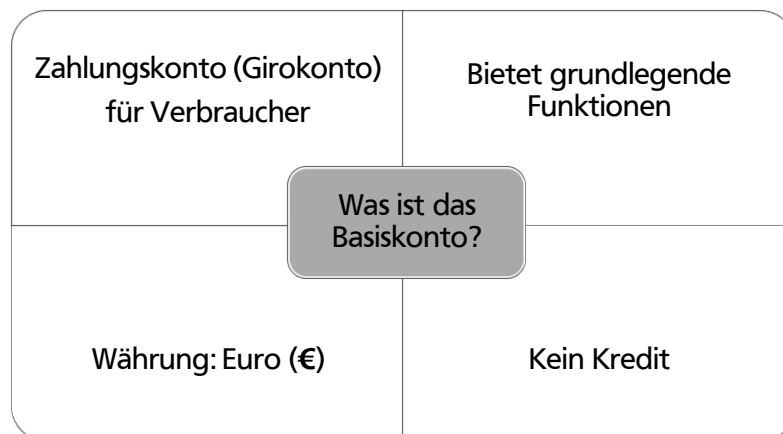 Zahlungskonto (Girokonto)
für Verbraucher
Bietet grundlegende
Funktionen
Was ist das
Basiskonto?
Währung: Euro (€)
Kein Kredit